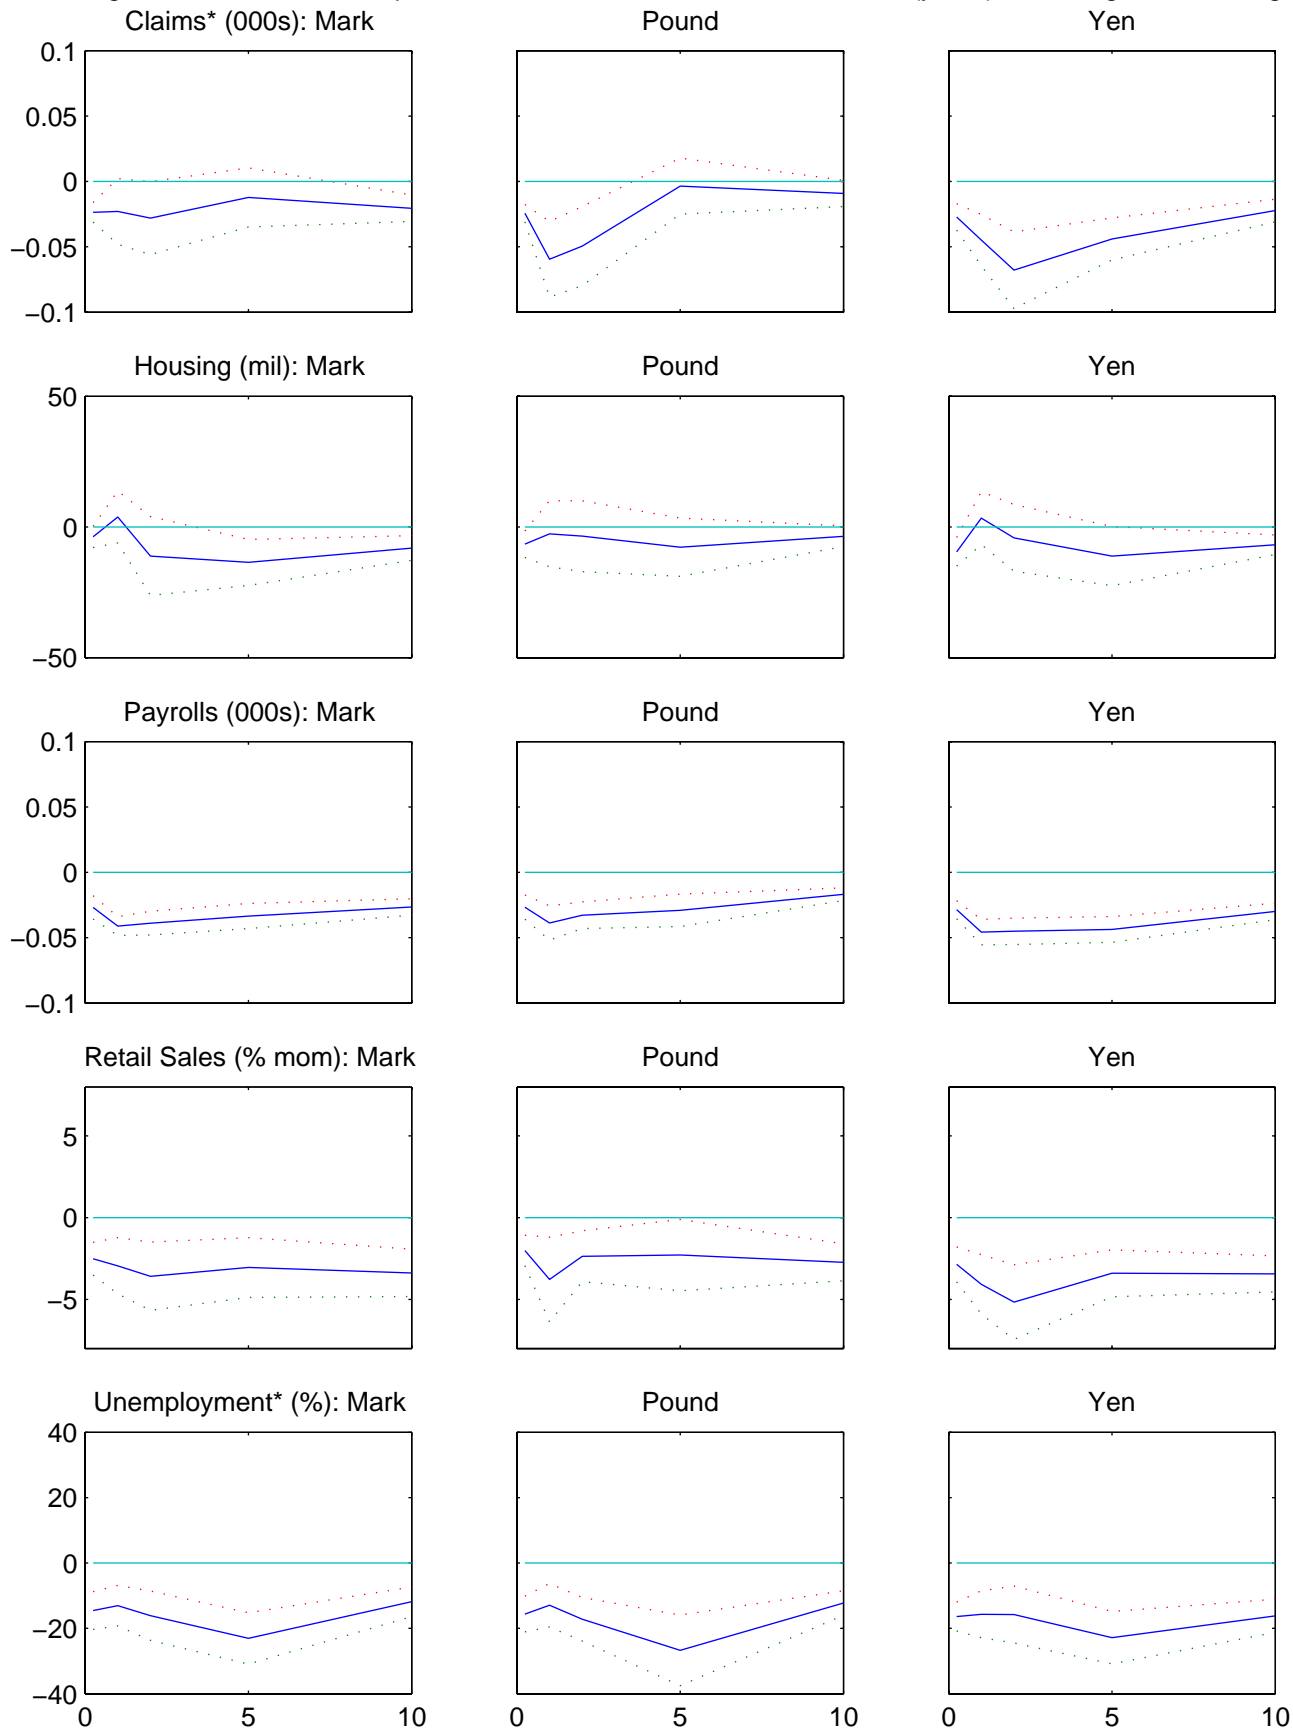 Claims* (000s): Mark
Pound
Yen
0.1
0.05
0
−0.05
−0.1
Housing (mil): Mark
Pound
Yen
50
0
−50
Payrolls (000s): Mark
Pound
Yen
0.1
0.05
0
−0.05
−0.1
Retail Sales (% mom): Mark
Pound
Yen
5
0
−5
Unemployment* (%): Mark
Pound
Yen
40
20
0
−20
−40
0 5 10
0 5 10
0 5 10